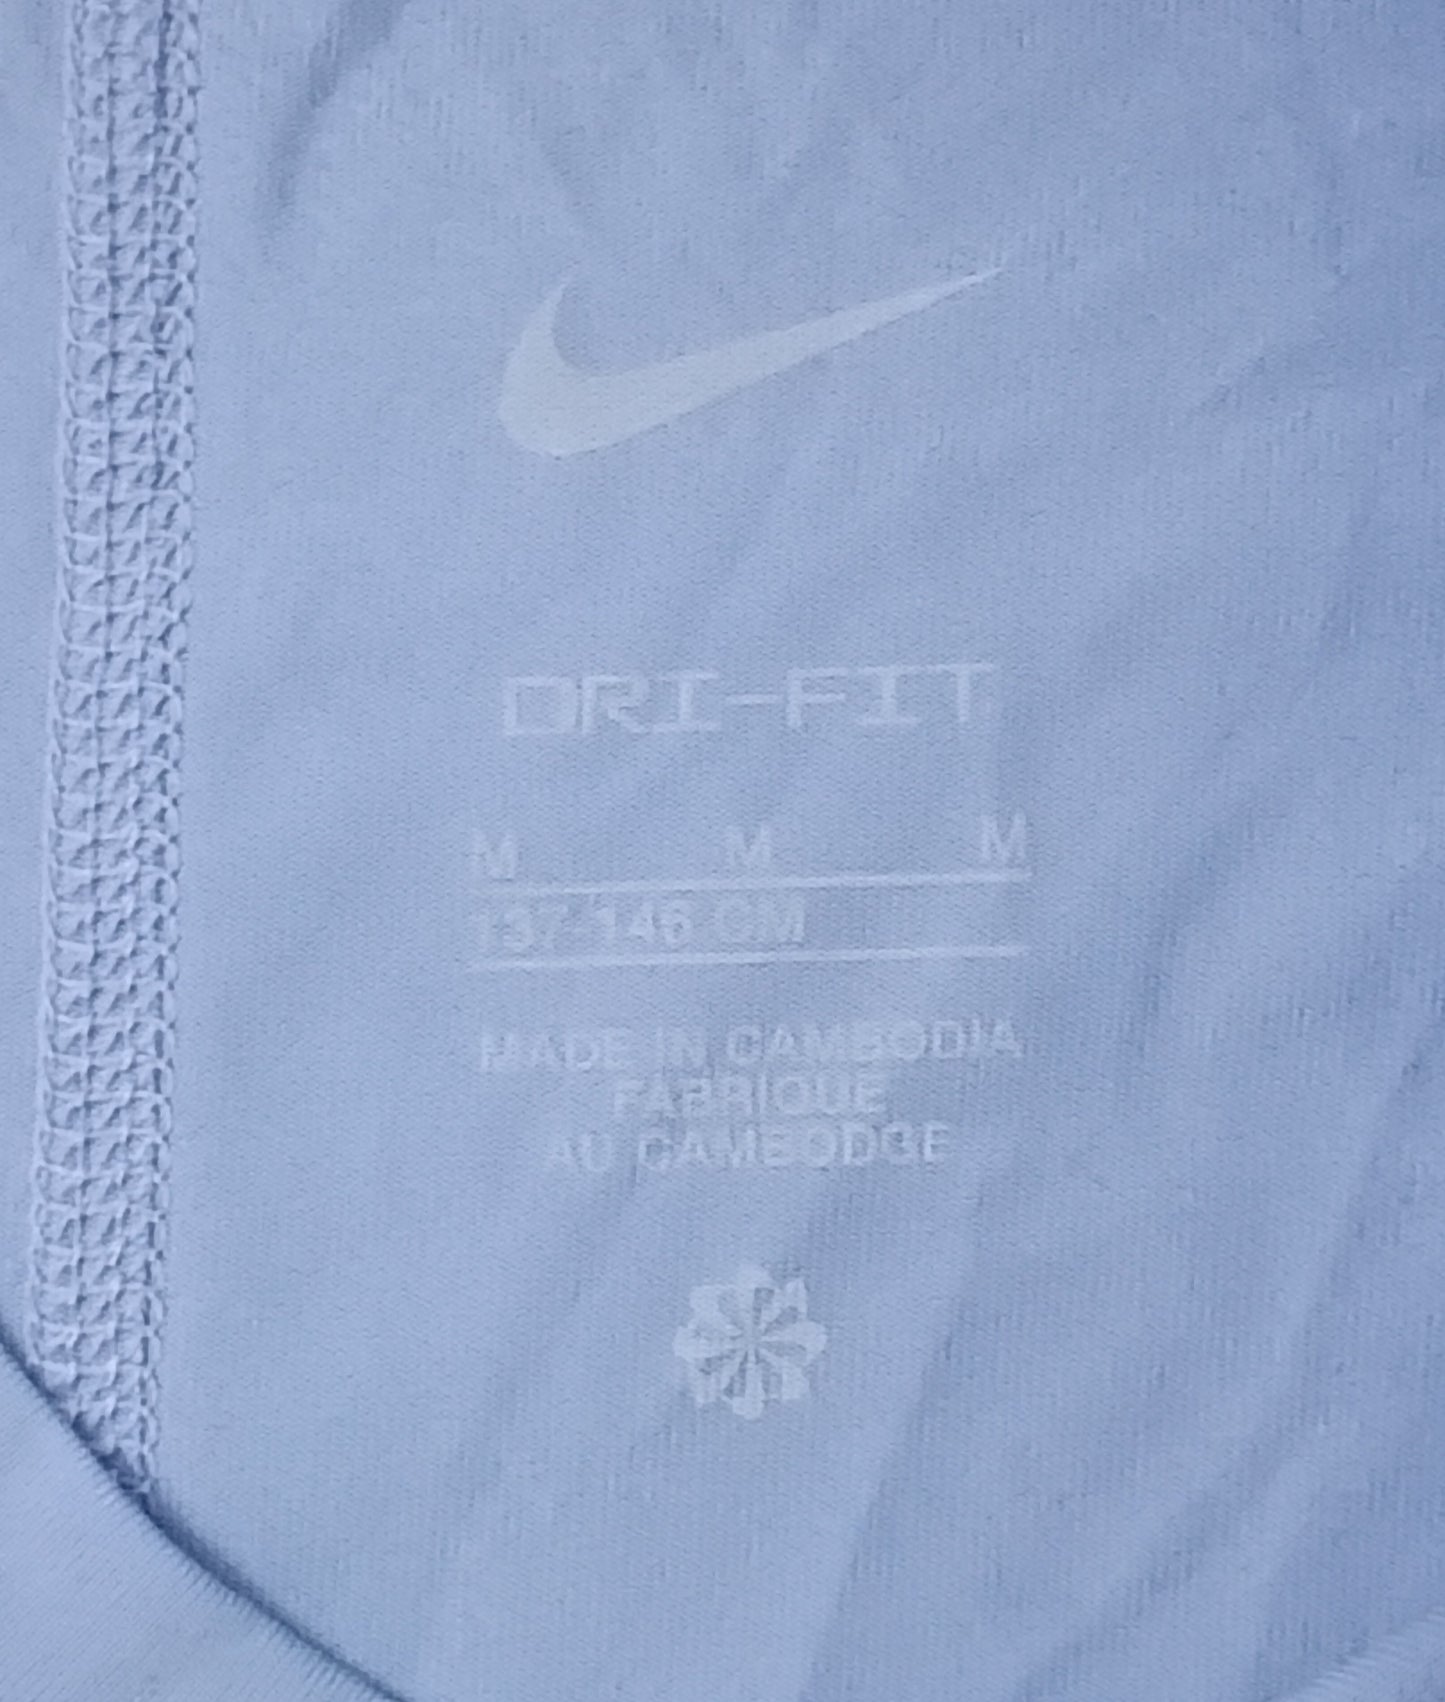 DRI-FIT
M M M
137-146 CM
MADE IN CAMBODIA
FABRIQUE
AU CAMBODGE